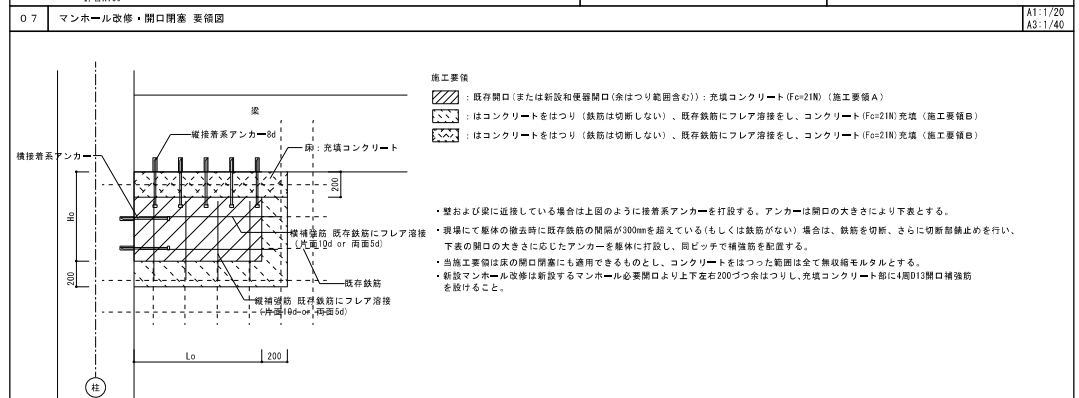 07 マンホール改修・開口閉塞 要領図
A1:1/20
A3:1/40
施工要領
:既存開口(または新設和便器開口(余はつり範囲含む)):充填コンクリート(Fc=21N)(施工要領A)
:はコンクリートをはつり(鉄筋は切断しない)、既存鉄筋にフレア溶接をし、コンクリート(Fc=21N)充填(施工要領B)
:はコンクリートをはつり(鉄筋は切断しない)、既存鉄筋にフレア溶接をし、コンクリート(Fc=21N)充填(施工要領B)
梁
縦接着系アンカー8d
床:充填コンクリート
横接着系アンカー
200
Ho
横補強筋 既存鉄筋にフレア溶接
(片面10d or 両面5d)
200
既存鉄筋
縦補強筋 既存鉄筋にフレア溶接
(片面10d or 両面5d)
Lo
200
柱
・壁および梁に近接している場合は上図のように接着系アンカーを打設する。アンカーは開口の大きさにより下表とする。
・現場にて躯体の撤去時に既存鉄筋の間隔が300mmを超えている(もしくは鉄筋がない)場合は、鉄筋を切断、さらに切断部錆止めを行い、
下表の開口の大きさに応じたアンカーを躯体に打設し、同ピッチで補強筋を配置する。
・当施工要領は床の開口閉塞にも適用できるものとし、コンクリートをはつった範囲は全て無収縮モルタルとする。
・新設マンホール改修は新設するマンホール必要開口より上下左右200づつ余はつりし、充填コンクリート部に4周D13開口補強筋
を設けること。